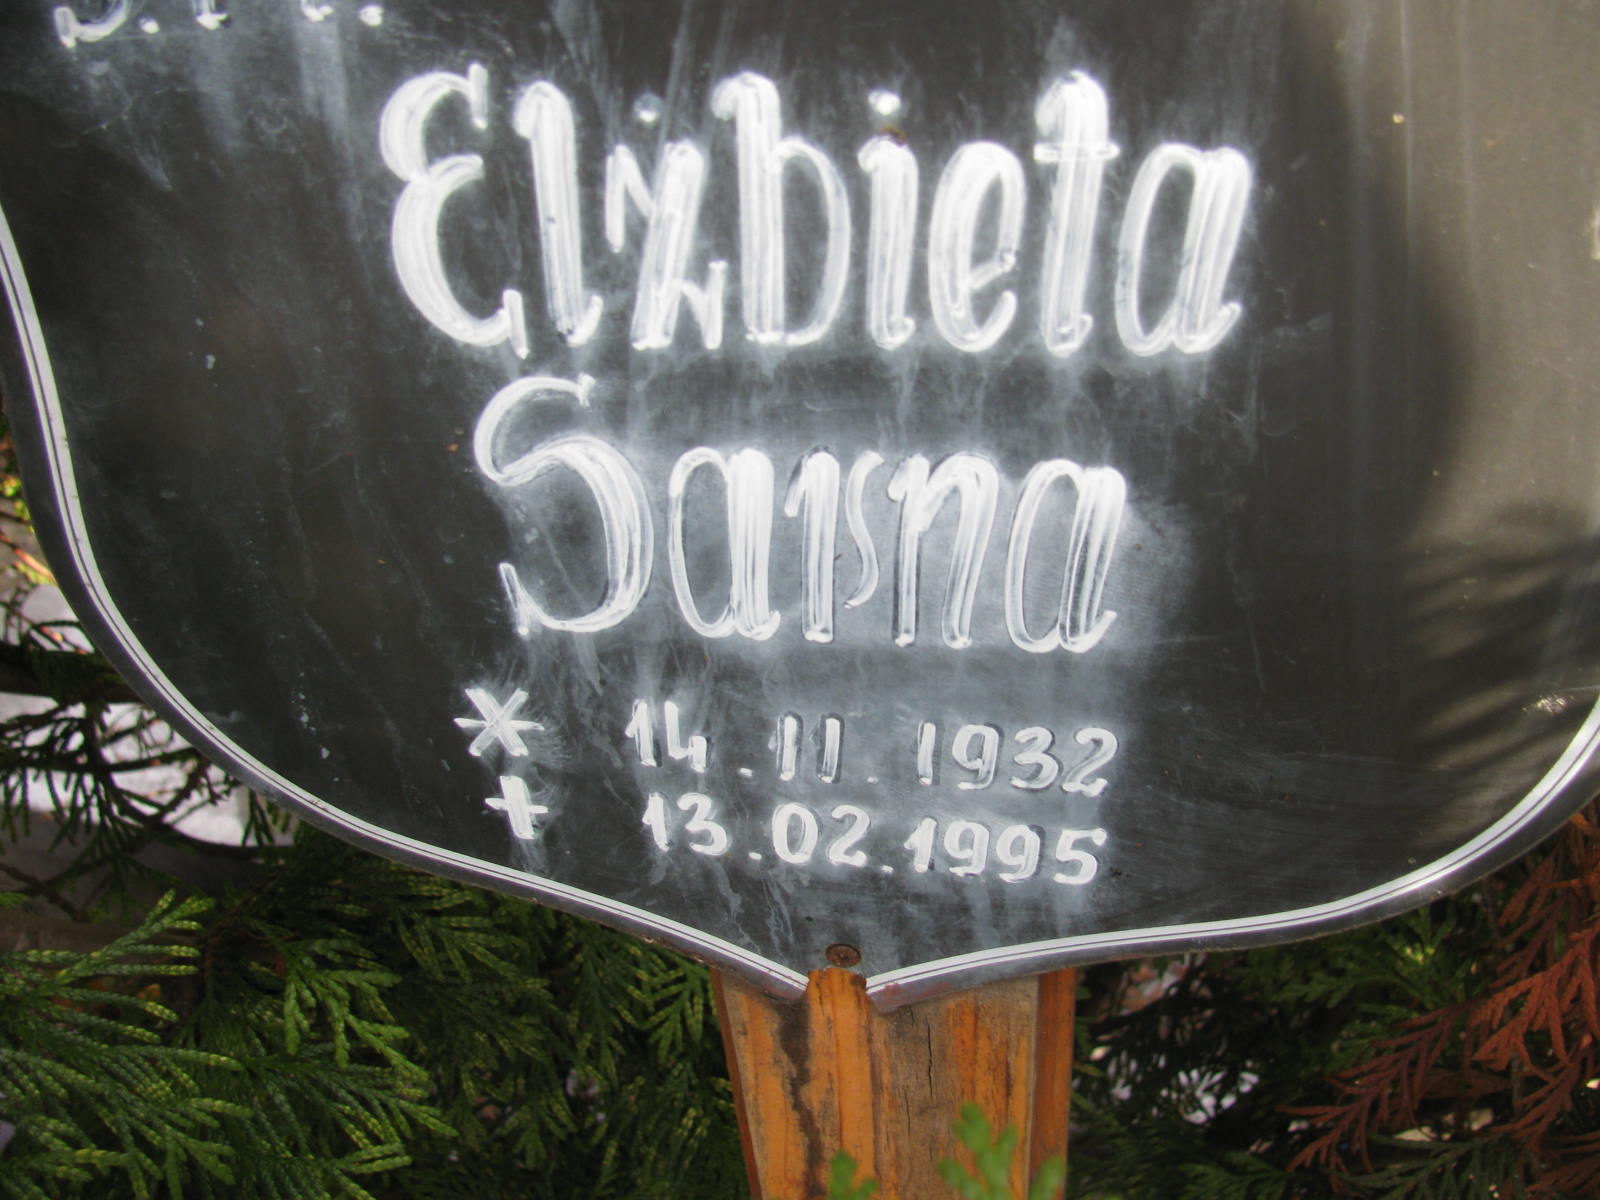 Ś.P.
Elżbieta
Sarna
* 14.11.1932
+ 13.02.1995